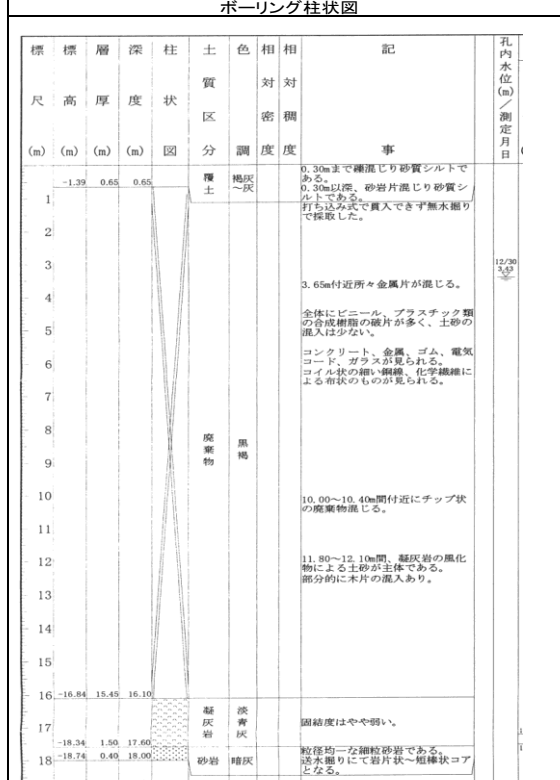 ボーリング柱状図
標尺(m)
標高(m)
層厚(m)
深度(m)
柱状図
土質区分
色調
相対密度
相対稠度
記事
孔内水位(m)/測定月日
-1.39 0.65 0.65
覆土
褐灰~灰
0.30mまで礫混じり砂質シルトで
ある。
0.30m以深、砂岩片混じり砂質シ
ルトである。
打ち込み式で貫入できず無水掘り
で採取した。
1
2
3
12/30
3.43
3.65m付近所々金属片が混じる。
4
全体にビニール、プラスチック類
の合成樹脂の破片が多く、土砂の
混入は少ない。
5
コンクリート、金属、ゴム、電気
コード、ガラスが見られる。
コイル状の細い銅線、化学繊維に
よる布状のものが見られる。
6
7
8
廃棄物
黒褐
9
10
10.00~10.40m間付近にチップ状
の廃棄物混じる。
11
11.80~12.10m間、凝灰岩の風化
物による土砂が主体である。
部分的に木片の混入あり。
12
13
14
15
16
-16.84 15.45 16.10
凝灰岩
淡青灰
固結度はやや弱い。
17
-18.34 1.50 17.60
粒径均一な細粒砂岩である。
送水掘りにて岩片状~短棒状コア
となる。
18
-18.74 0.40 18.00
砂岩
暗灰